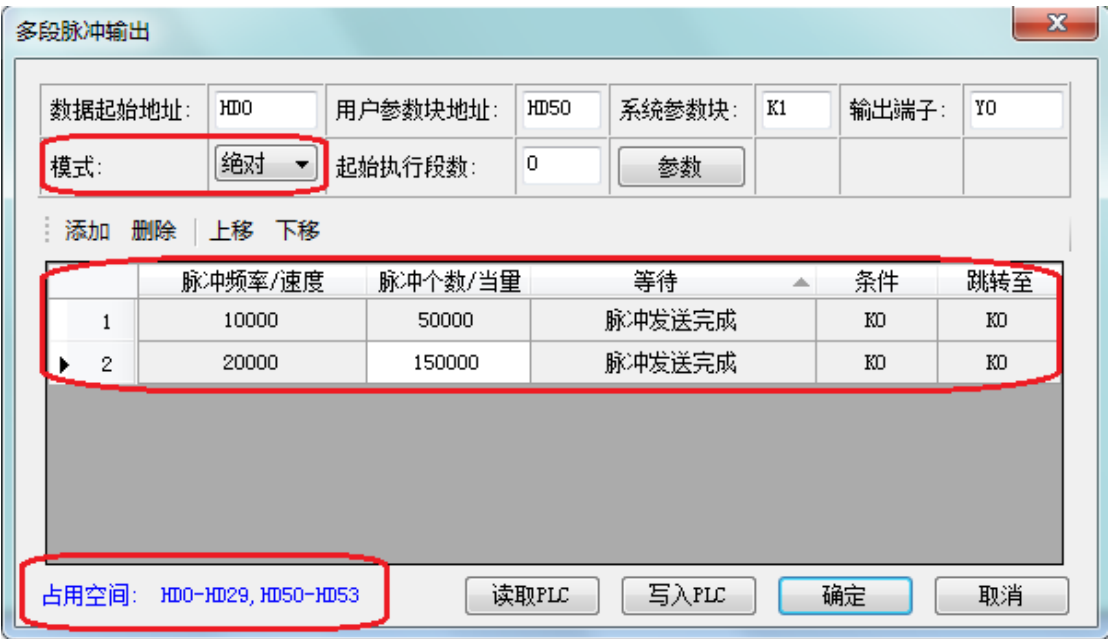 多段脉冲输出
数据起始地址: HD0 用户参数块地址: HD50 系统参数块: K1 输出端子: Y0
模式: 绝对 起始执行段数: 0 参数
添加 删除 上移 下移
脉冲频率/速度 脉冲个数/当量 等待 条件 跳转至
1 10000 50000 脉冲发送完成 K0 K0
2 20000 150000 脉冲发送完成 K0 K0
占用空间: HD0-HD29,HD50-HD53 读取PLC 写入PLC 确定 取消